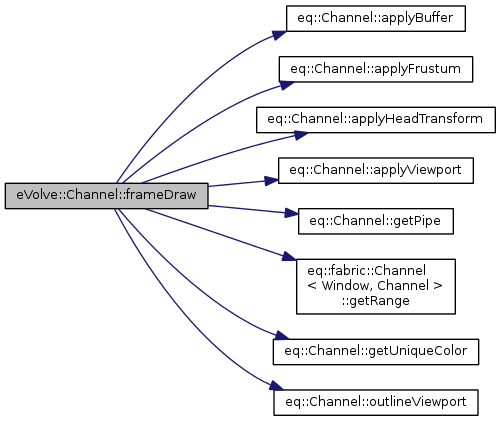 eq::Channel::applyBuffer
eq::Channel::applyFrustum
eq::Channel::applyHeadTransform
eq::Channel::applyViewport
eVolve::Channel::frameDraw
eq::Channel::getPipe
eq::fabric::Channel
< Window, Channel >
::getRange
eq::Channel::getUniqueColor
eq::Channel::outlineViewport